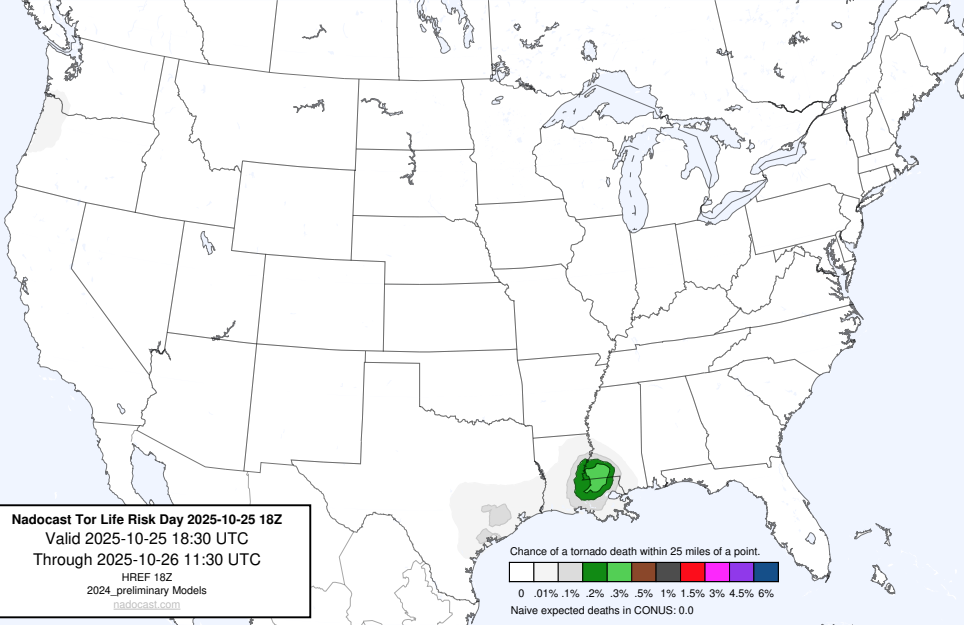 Nadocast Tor Life Risk Day 2025-10-25 18Z
Valid 2025-10-25 18:30 UTC
Through 2025-10-26 11:30 UTC
HREF 18Z
2024_preliminary Models
nadocast.com
Chance of a tornado death within 25 miles of a point.
0 .01% .1% .2% .3% .5% 1% 1.5% 3% 4.5% 6%
Naive expected deaths in CONUS: 0.0